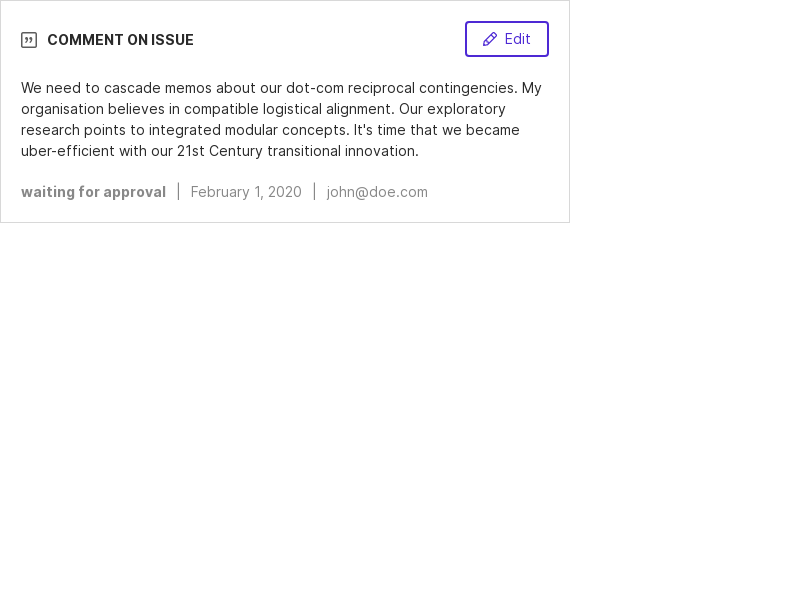 COMMENT ON ISSUE
Edit
We need to cascade memos about our dot-com reciprocal contingencies. My
organisation believes in compatible logistical alignment. Our exploratory
research points to integrated modular concepts. It's time that we became
uber-efficient with our 21st Century transitional innovation.
waiting for approval | February 1, 2020 | john@doe.com